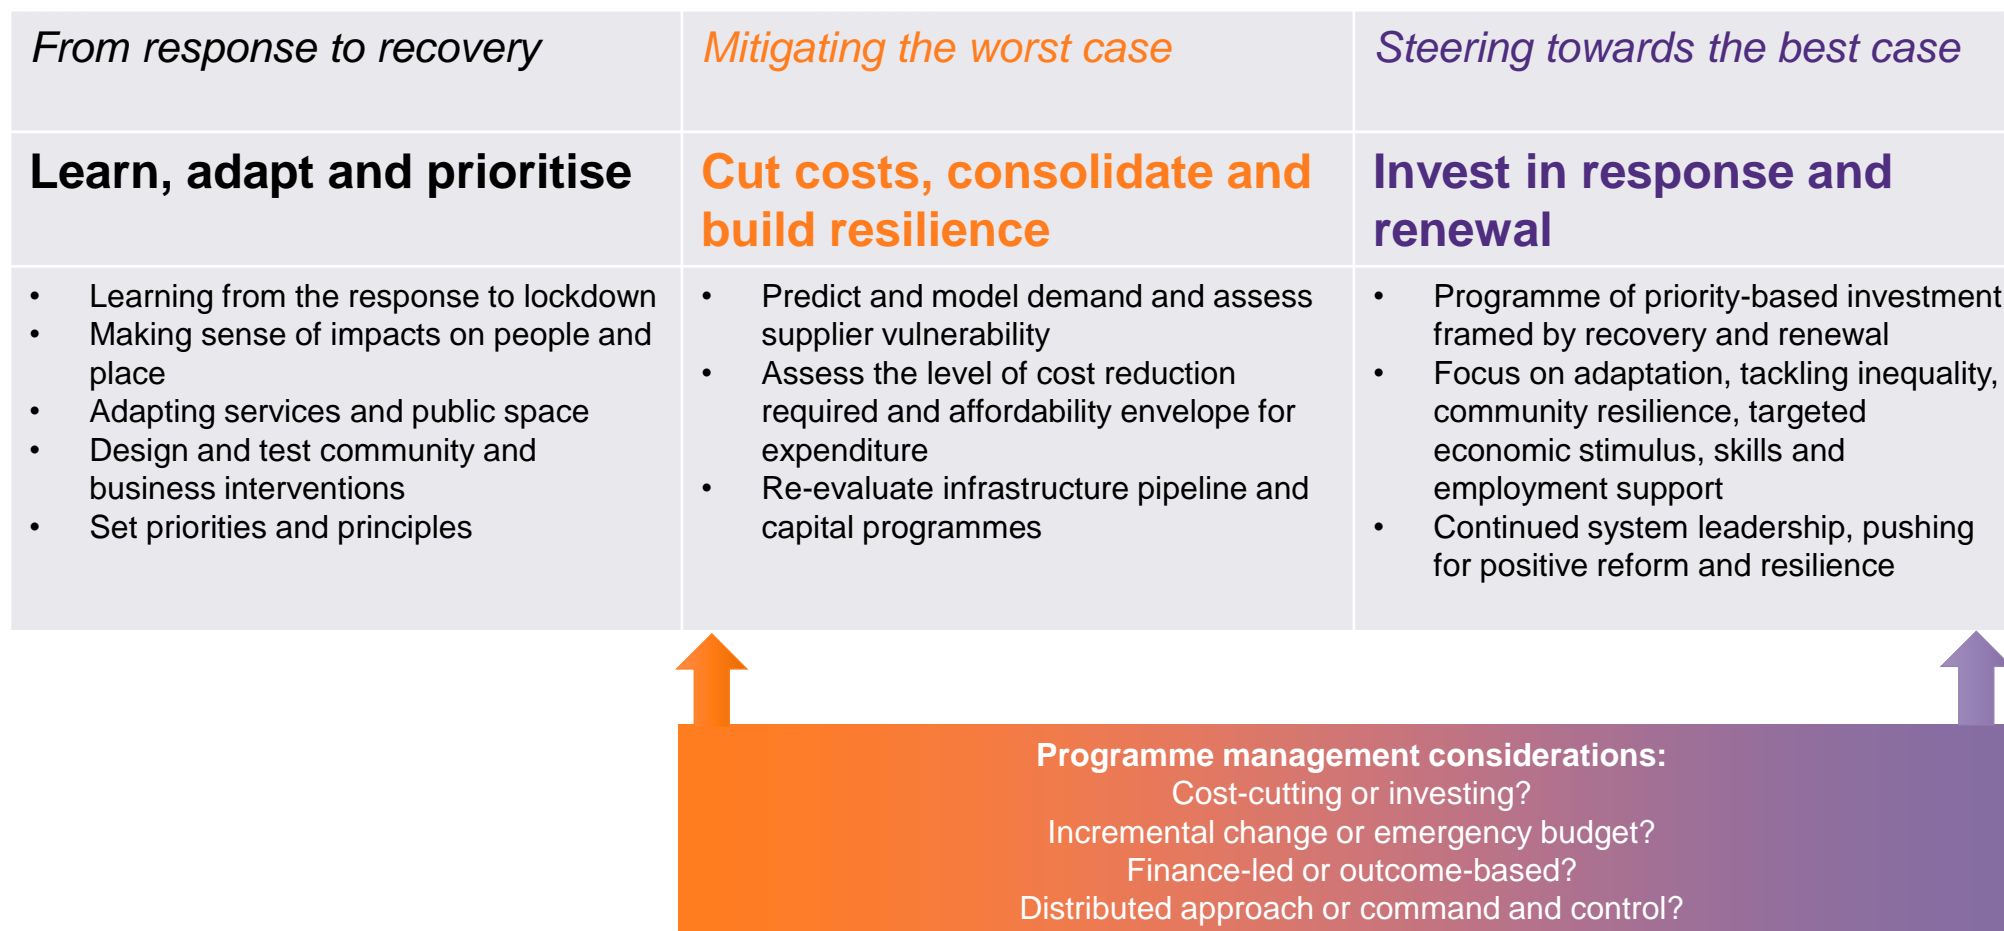 From response to recovery
Mitigating the worst case
Steering towards the best case
Learn, adapt and prioritise
Cut costs, consolidate and
build resilience
Invest in response and
renewal
• Learning from the response to lockdown
• Making sense of impacts on people and
place
• Adapting services and public space
• Design and test community and
business interventions
• Set priorities and principles
• Predict and model demand and assess
supplier vulnerability
• Assess the level of cost reduction
required and affordability envelope for
expenditure
• Re-evaluate infrastructure pipeline and
capital programmes
• Programme of priority-based investment
framed by recovery and renewal
• Focus on adaptation, tackling inequality,
community resilience, targeted
economic stimulus, skills and
employment support
• Continued system leadership, pushing
for positive reform and resilience
Programme management considerations:
Cost-cutting or investing?
Incremental change or emergency budget?
Finance-led or outcome-based?
Distributed approach or command and control?